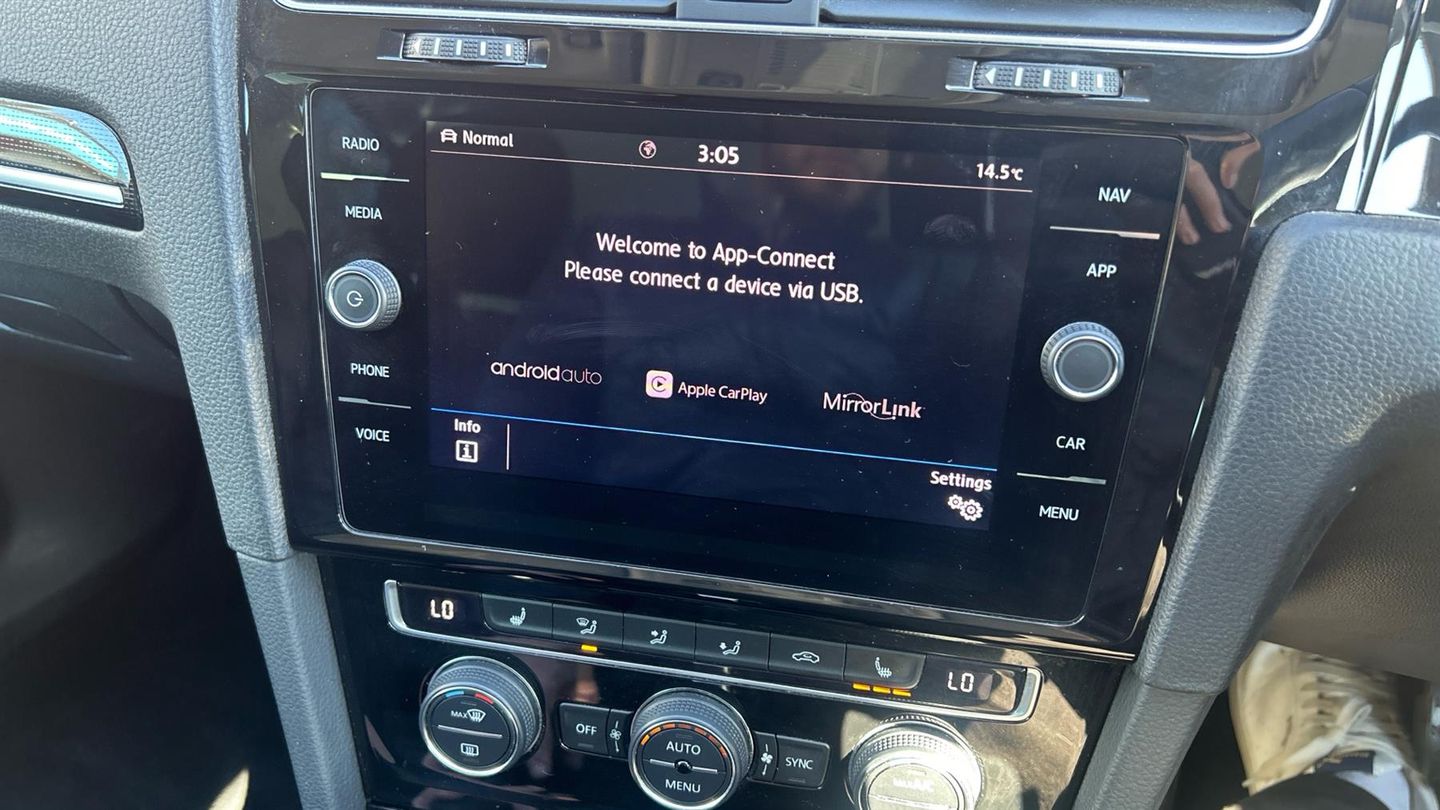 RADIO
MEDIA
PHONE
VOICE
Normal
3:05
14.5°C
Welcome to App-Connect
Please connect a device via USB.
androidauto
Apple CarPlay
MirrorLink
Info
i
Settings
NAV
APP
CAR
MENU
LO
LO
MAX
OFF
AUTO
MENU
SYNC